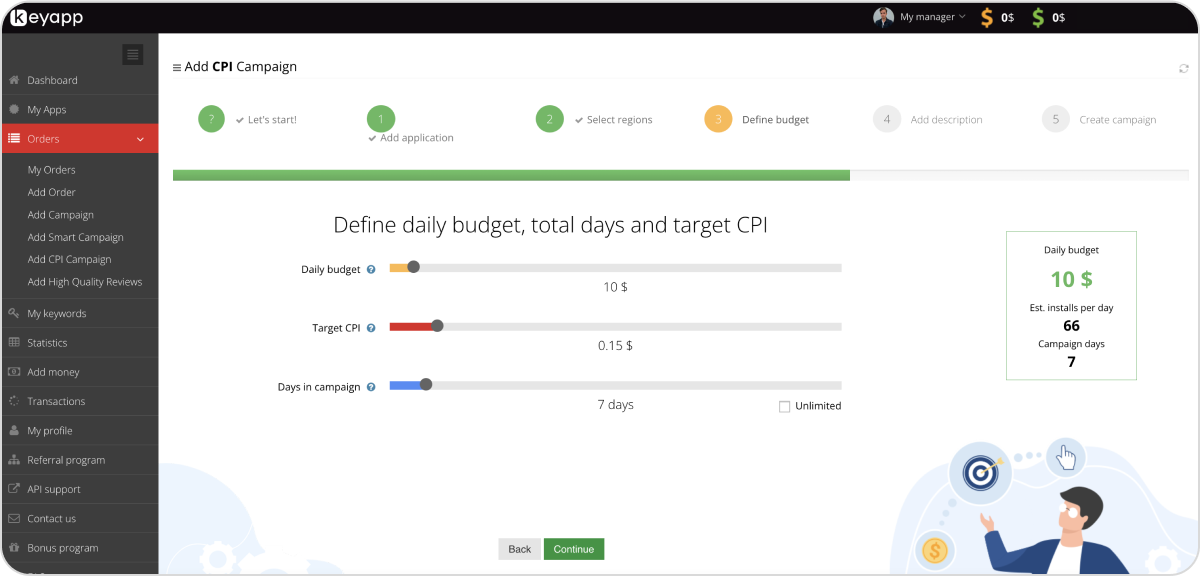 keyapp
My manager
0$
0$
Dashboard
My Apps
Orders
My Orders
Add Order
Add Campaign
Add Smart Campaign
Add CPI Campaign
Add High Quality Reviews
My keywords
Statistics
Add money
Transactions
My profile
Referral program
API support
Contact us
Bonus program
Add CPI Campaign
? Let's start!
1 Add application
2 Select regions
3 Define budget
4 Add description
5 Create campaign
Define daily budget, total days and target CPI
Daily budget ?
10 $
Target CPI ?
0.15 $
Days in campaign ?
7 days
Unlimited
Daily budget
10 $
Est. installs per day
66
Campaign days
7
Back
Continue